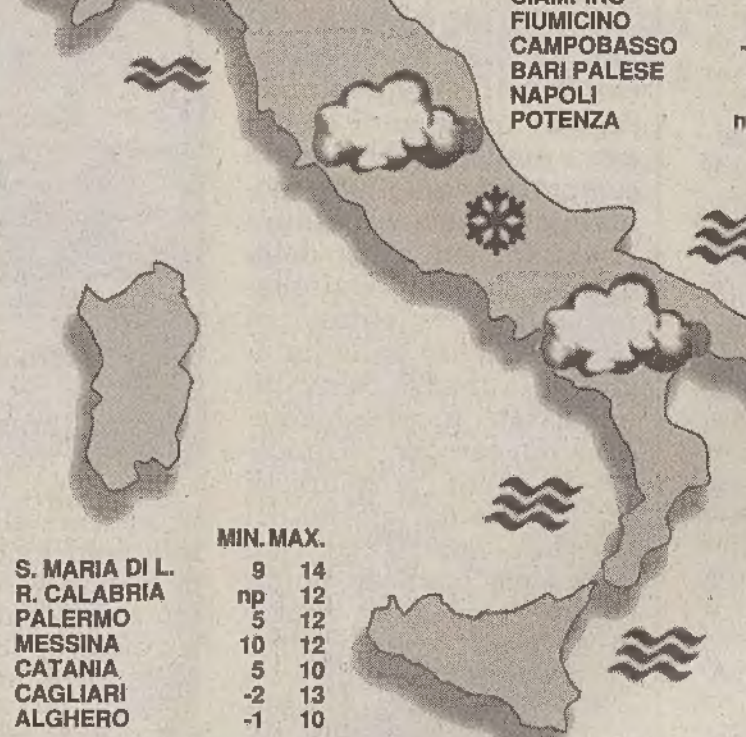 FIUMICINO
CAMPOBASSO -
BARI PALESE
NAPOLI
POTENZA
MIN. MAX.
S. MARIA DI L. 9 14
R. CALABRIA np 12
PALERMO 5 12
MESSINA 10 12
CATANIA 5 10
CAGLIARI -2 13
ALGHERO -1 10